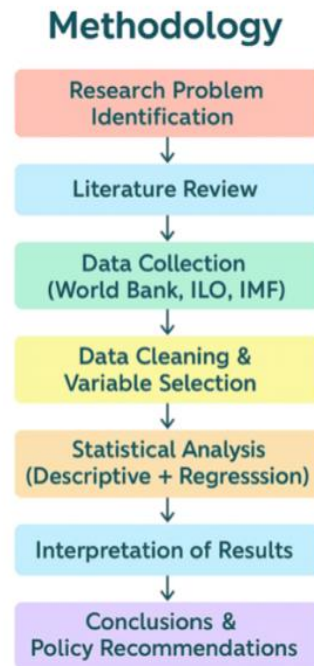 Methodology
Research Problem
Identification
Literature Review
Data Collection
(World Bank, ILO, IMF)
Data Cleaning &
Variable Selection
Statistical Analysis
(Descriptive + Regresssion)
Interpretation of Results
Conclusions &
Policy Recommendations